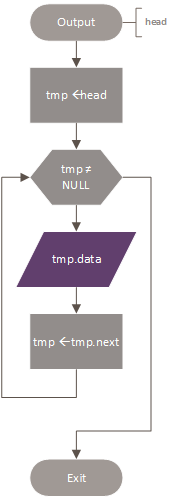 Output
head
tmp ←head
tmp ≠
NULL
tmp.data
tmp ←tmp.next
Exit